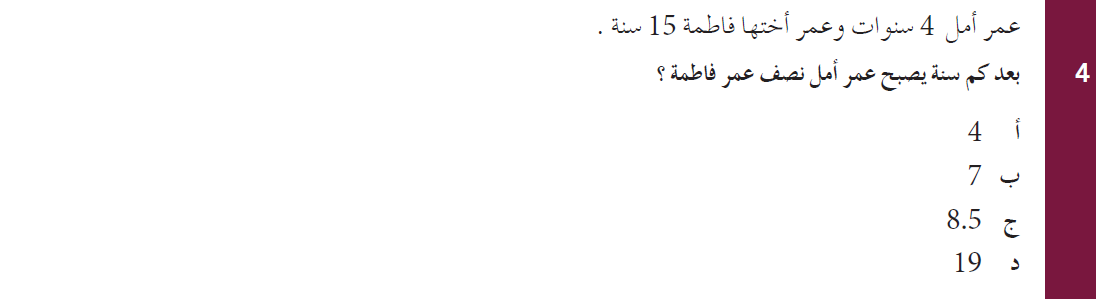 عمر أمل 4 سنوات وعمر أختها فاطمة 15 سنة .
4 بعد كم سنة يصبح عمر أمل نصف عمر فاطمة ؟
أ 4
ب 7
ج 8.5
د 19